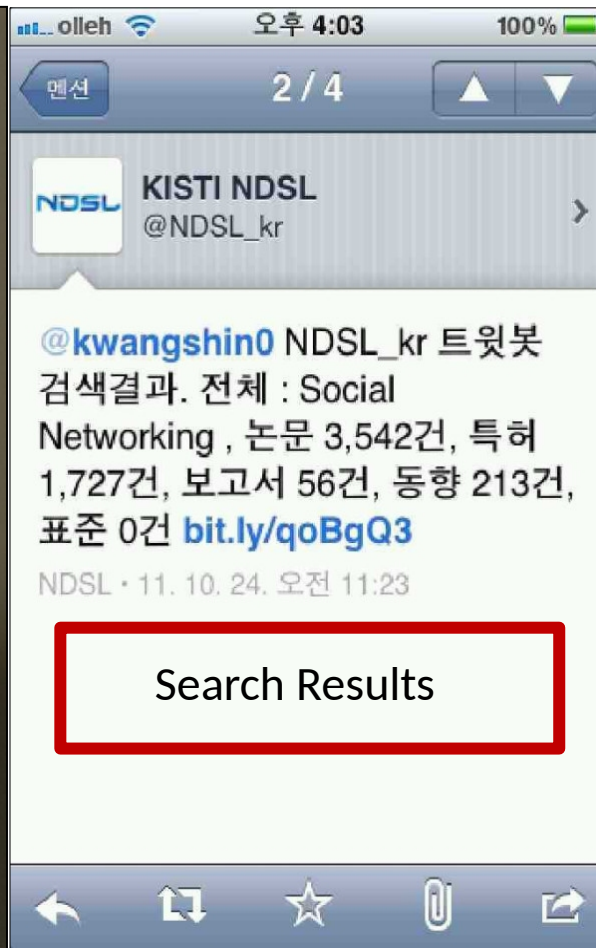 olleh 오후 4:03 100%
멘션 2 / 4
NDSL KISTI NDSL
@NDSL_kr
@kwangshin0 NDSL_kr 트윗봇
검색결과. 전체 : Social
Networking , 논문 3,542건, 특허
1,727건, 보고서 56건, 동향 213건,
표준 0건 bit.ly/qoBgQ3
NDSL · 11. 10. 24. 오전 11:23
Search Results